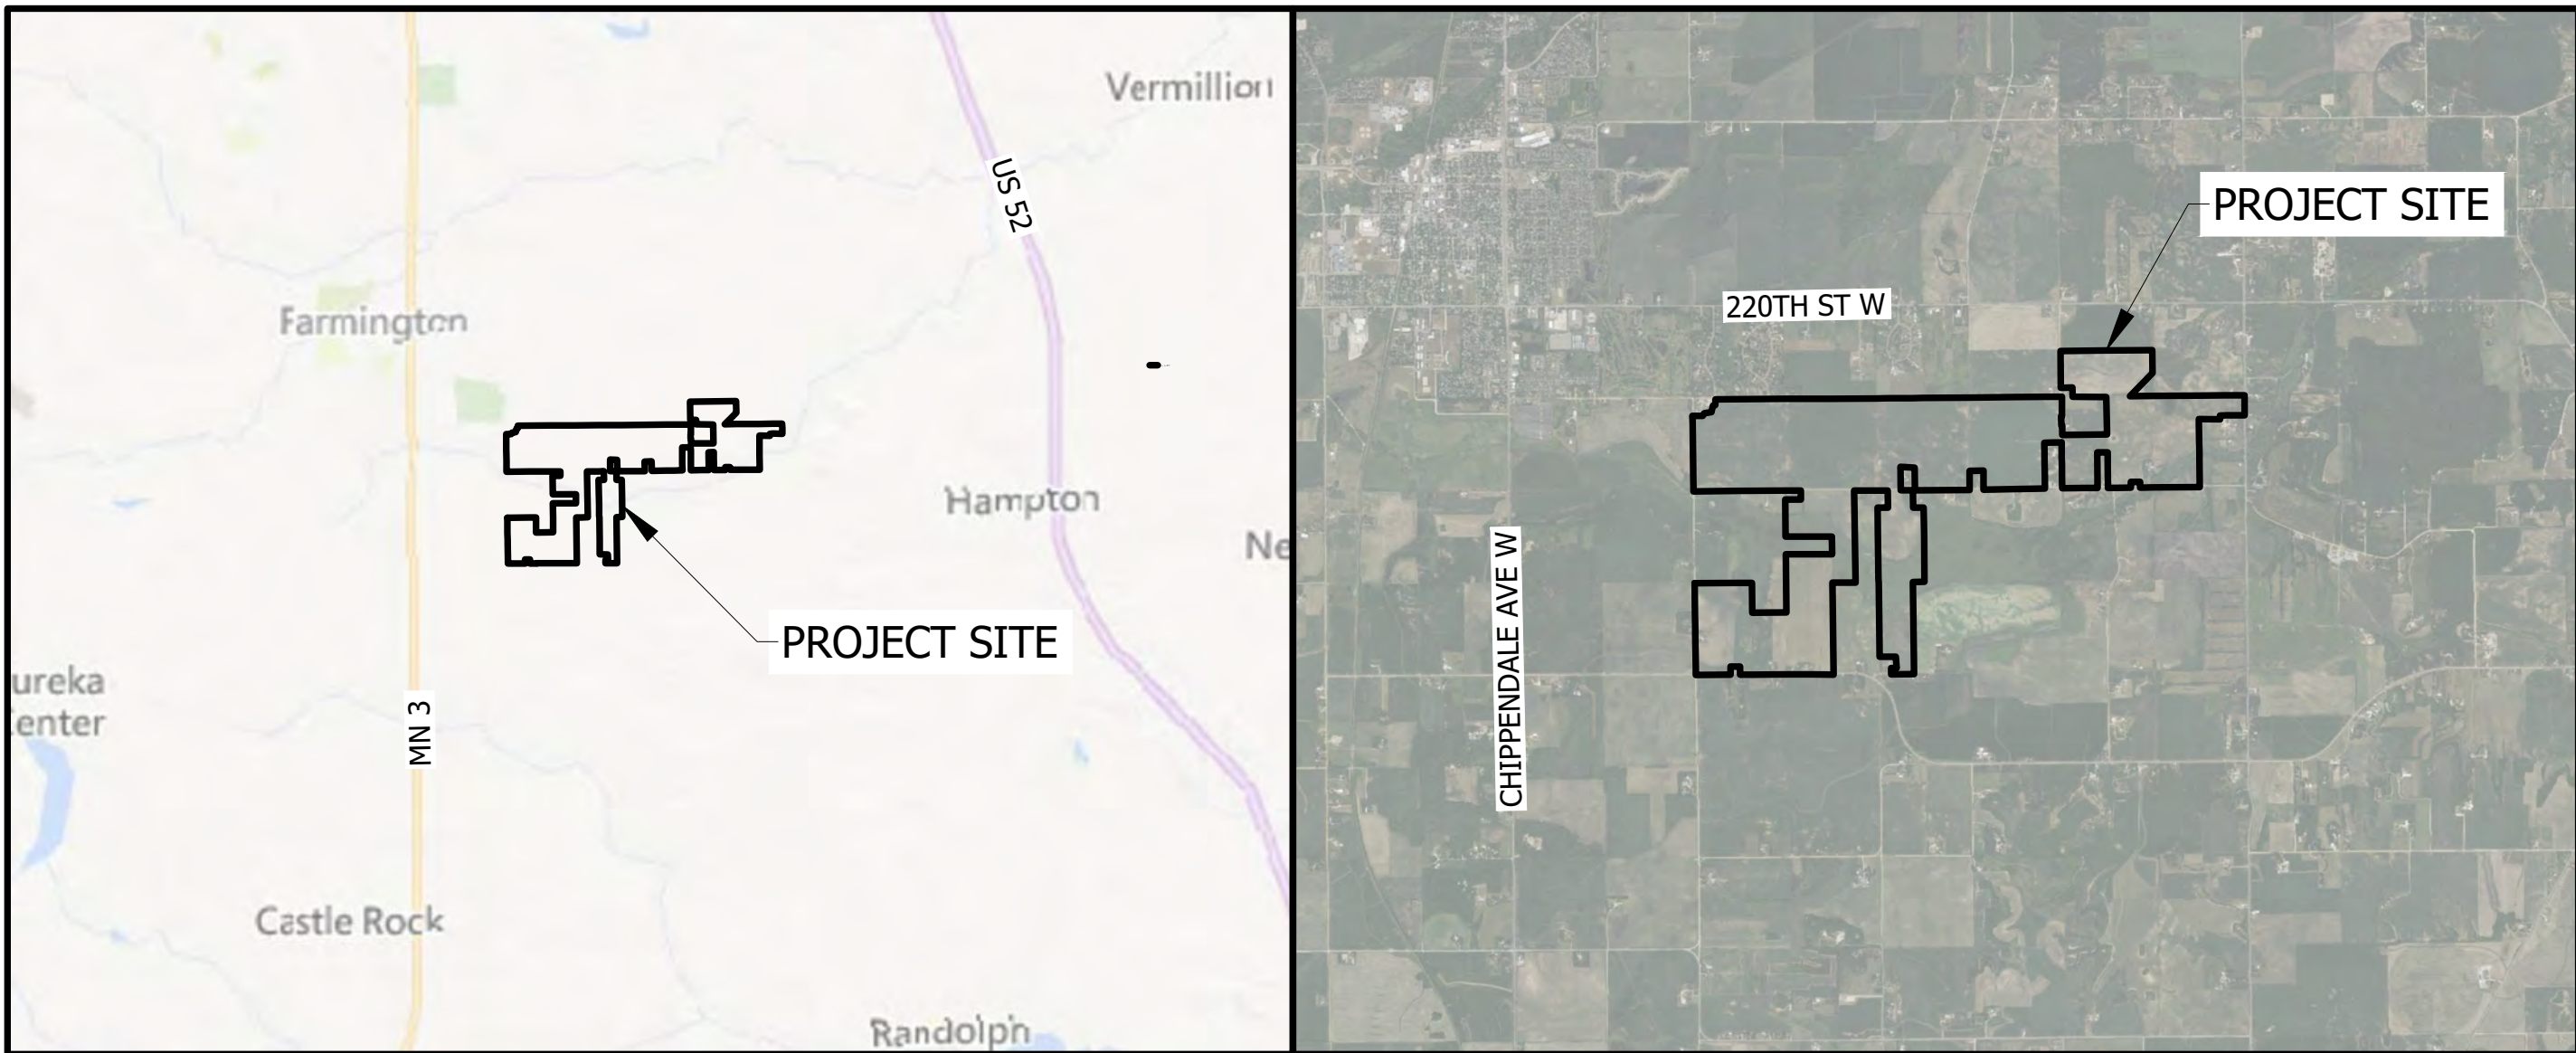 Vermillion
US 52
Farmington
Hampton
Ne
PROJECT SITE
ureka
enter
MN 3
Castle Rock
Randolph
PROJECT SITE
220TH ST W
CHIPPENDALE AVE W